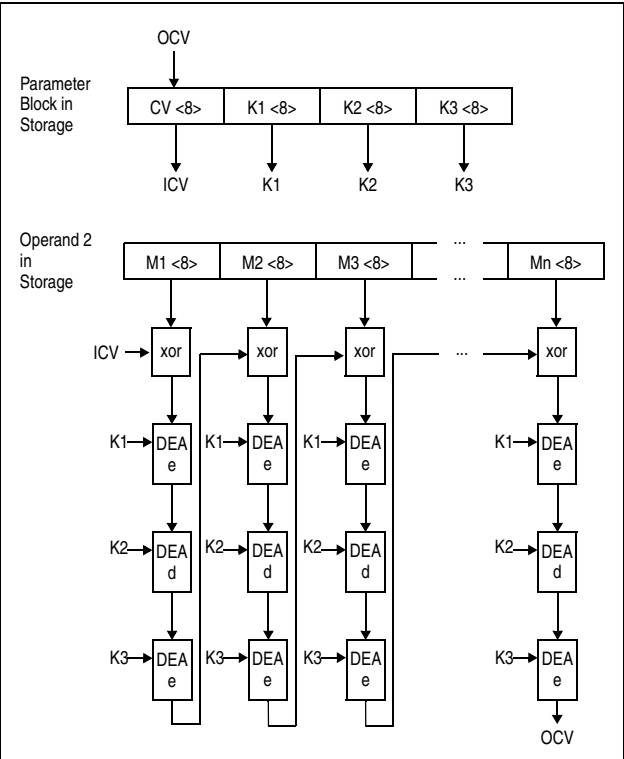 OCV
Parameter
Block in
Storage
CV <8> K1 <8> K2 <8> K3 <8>
ICV K1 K2 K3
Operand 2
in
Storage
M1 <8> M2 <8> M3 <8> ... ... Mn <8>
ICV xor xor xor ... xor
K1 DEA e K1 DEA e K1 DEA e K1 DEA e
K2 DEA d K2 DEA d K2 DEA d K2 DEA d
K3 DEA e K3 DEA e K3 DEA e K3 DEA e
OCV